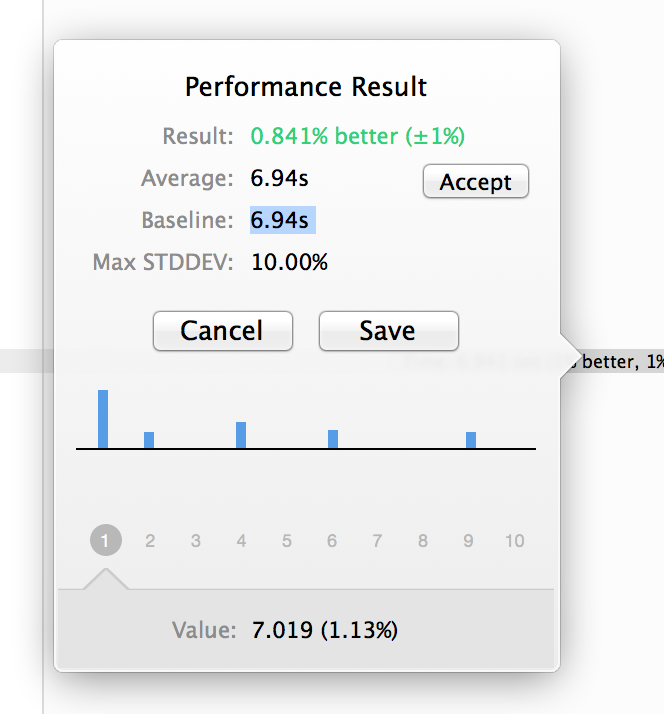 Performance Result
Result: 0.841% better (±1%)
Average: 6.94s
Accept
Baseline: 6.94s
Max STDDEV: 10.00%
Cancel Save
better, 1%
1 2 3 4 5 6 7 8 9 10
Value: 7.019 (1.13%)